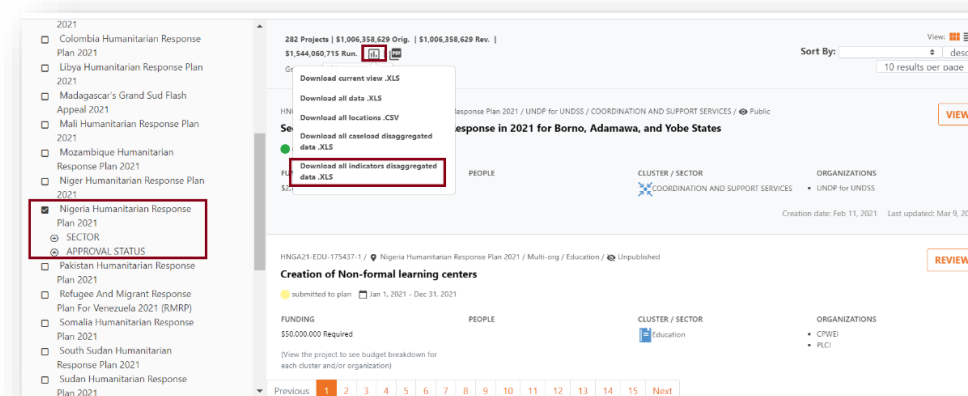 2021
Colombia Humanitarian Response
Plan 2021
Libya Humanitarian Response Plan
2021
Madagascar's Grand Sud Flash
Appeal 2021
Mali Humanitarian Response Plan
2021
Mozambique Humanitarian
Response Plan 2021
Niger Humanitarian Response Plan
2021
Nigeria Humanitarian Response
Plan 2021
SECTOR
APPROVAL STATUS
Pakistan Humanitarian Response
Plan 2021
Refugee And Migrant Response
Plan For Venezuela 2021 (RMRP)
Somalia Humanitarian Response
Plan 2021
South Sudan Humanitarian
Response Plan 2021
Sudan Humanitarian Response
Plan 2021
282 Projects | $1,006,358,629 Orig. | $1,006,358,629 Rev. |
$1,544,060,715 Run.
View:
Sort By:
desc
10 results per page
Download current view .XLS
Download all data .XLS
Download all locations .CSV
Download all caseload disaggregated
data .XLS
Download all indicators disaggregated
data .XLS
Response Plan 2021 / UNDP for UNDSS / COORDINATION AND SUPPORT SERVICES / Public
VIEW
Response in 2021 for Borno, Adamawa, and Yobe States
PEOPLE
CLUSTER / SECTOR
ORGANIZATIONS
COORDINATION AND SUPPORT SERVICES
UNDP for UNDSS
Creation date: Feb 11, 2021 Last updated: Mar 9, 20
HNGA21-EDU-175437-1 / Nigeria Humanitarian Response Plan 2021 / Multi-org / Education / Unpublished
REVIEW
Creation of Non-formal learning centers
submitted to plan Jan 1, 2021 - Dec 31, 2021
FUNDING
PEOPLE
CLUSTER / SECTOR
ORGANIZATIONS
$50.000.000 Required
Education
CPWEI
PLCI
(View the project to see budget breakdown for
each cluster and/or organization)
Previous 1 2 3 4 5 6 7 8 9 10 11 12 13 14 15 Next